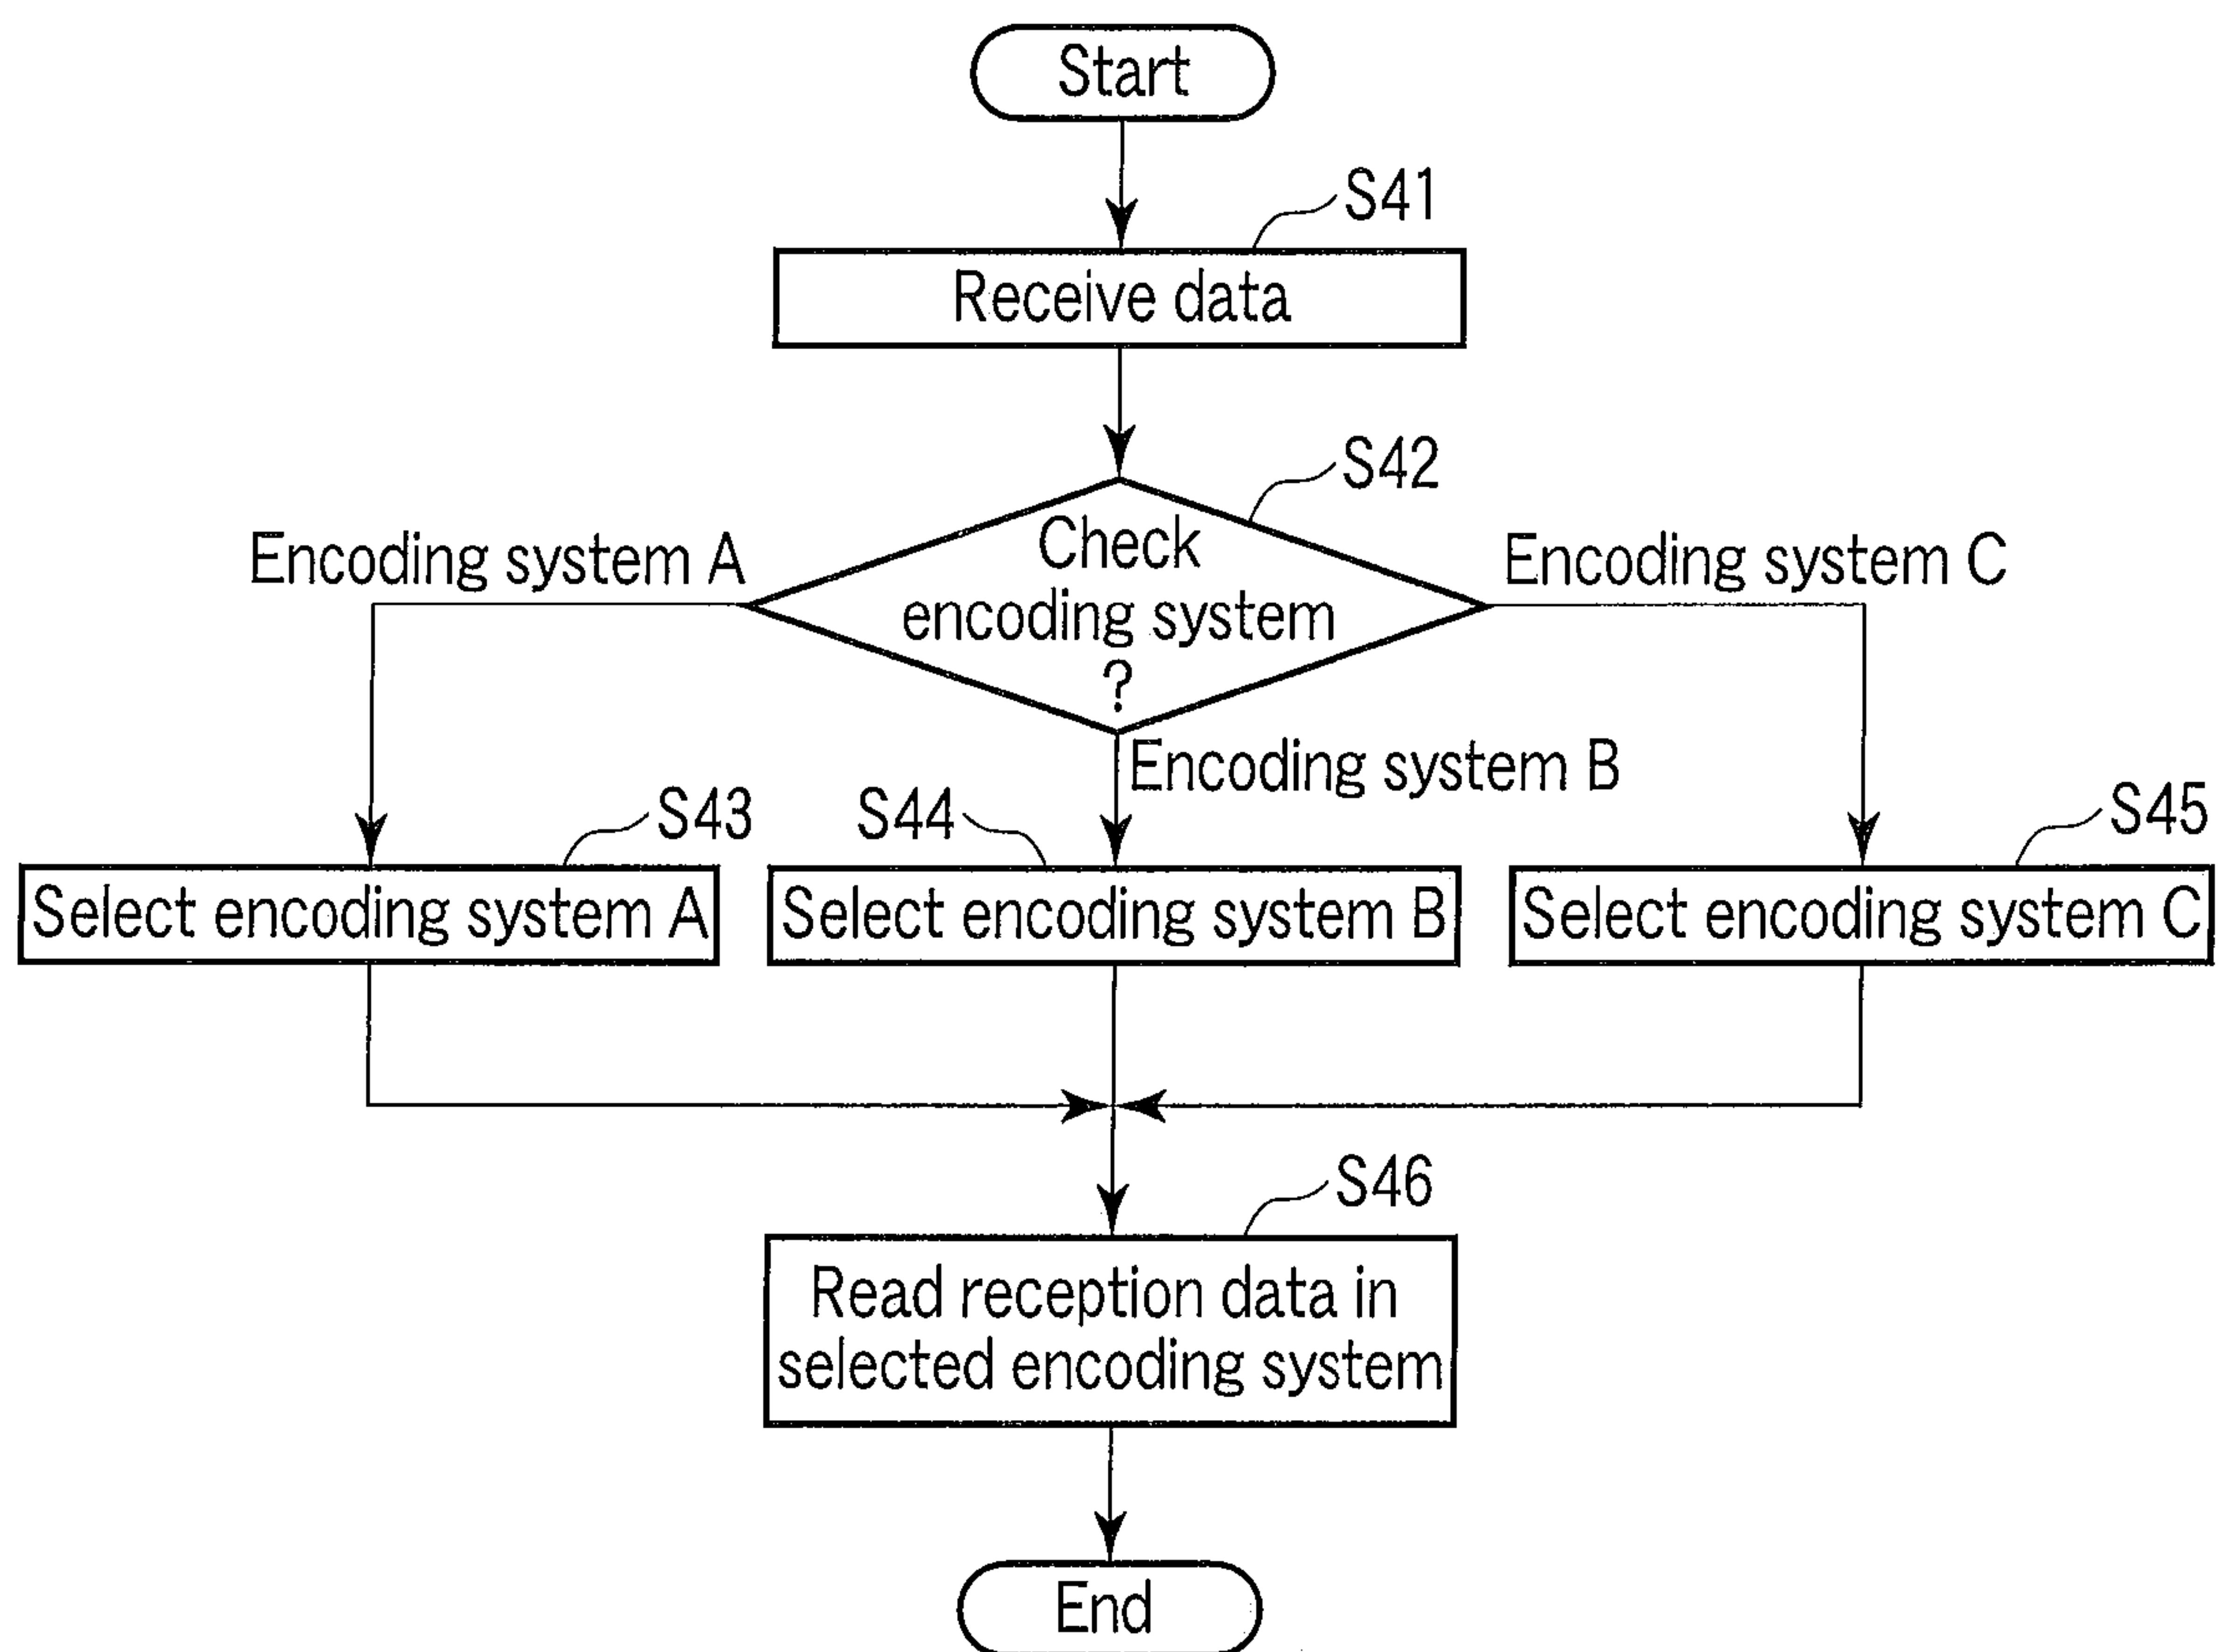 Start
S41
Receive data
S42
Check
encoding system
?
Encoding system A
Encoding system C
Encoding system B
S43
S44
S45
Select encoding system A
Select encoding system B
Select encoding system C
S46
Read reception data in
selected encoding system
End